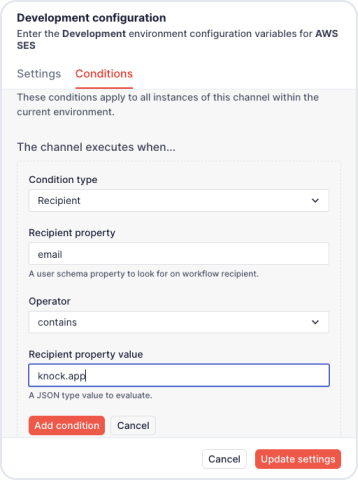 Development configuration
Enter the Development environment configuration variables for AWS
SES
Settings
Conditions
These conditions apply to all instances of this channel within the
current environment.
The channel executes when...
Condition type
Recipient
Recipient property
email
A user schema property to look for on workflow recipient.
Operator
contains
Recipient property value
knock.app
A JSON type value to evaluate.
Add condition
Cancel
Cancel
Update settings